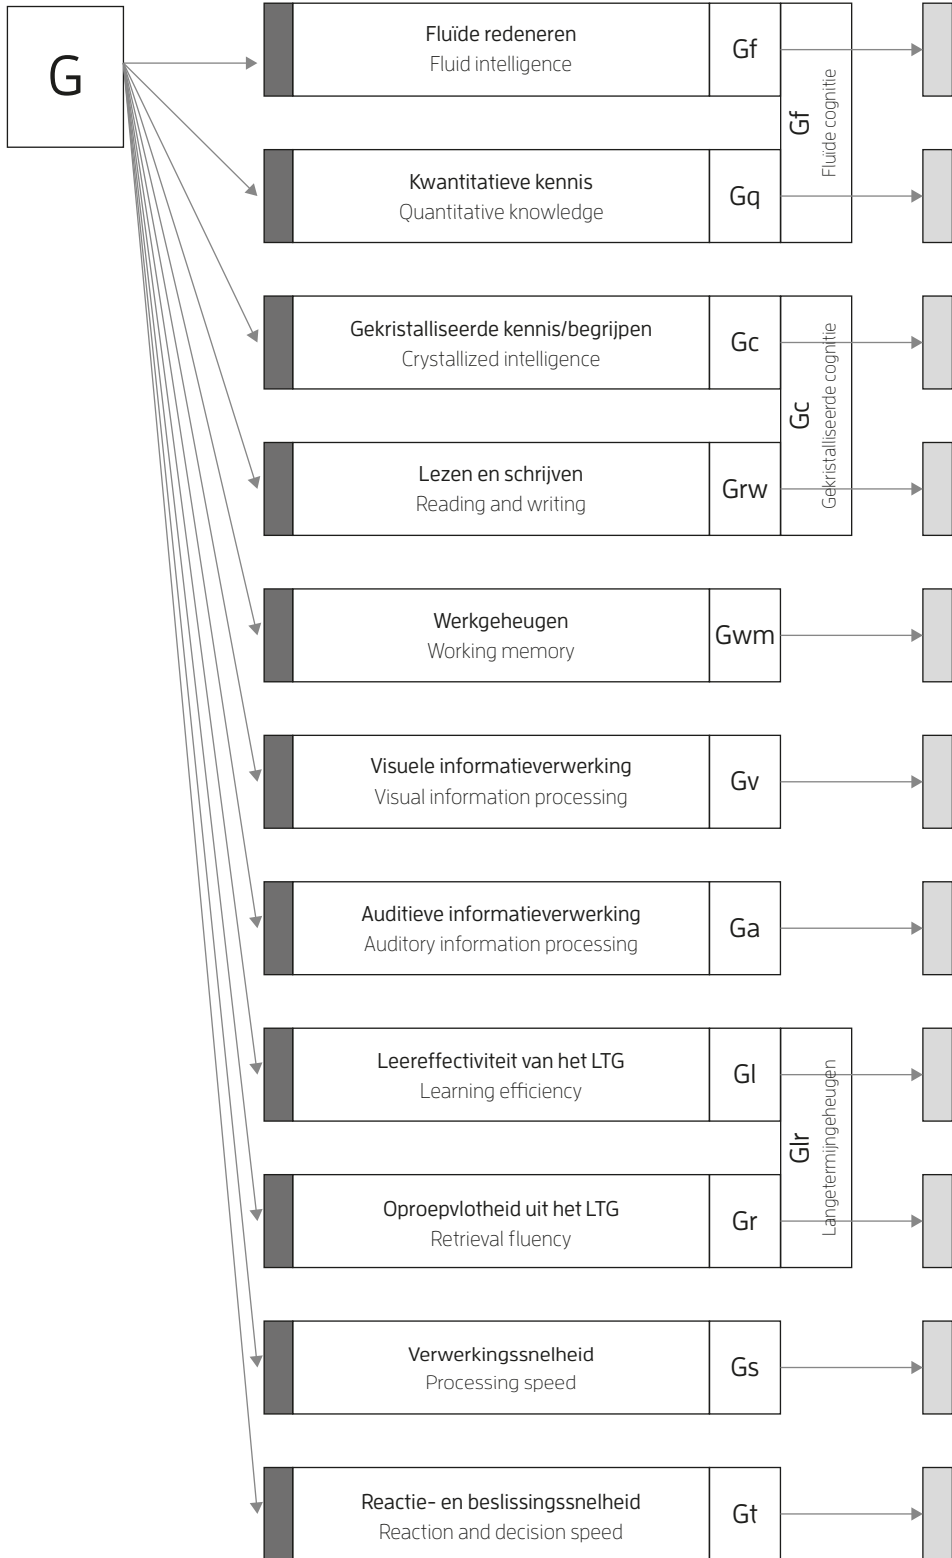 G
Fluïde redeneren
Fluid intelligence
Gf
Gf
Fluïde cognitie
Kwantitatieve kennis
Quantitative knowledge
Gq
Gekristalliseerde kennis/begrijpen
Crystallized intelligence
Gc
Gc
Gekristalliseerde cognitie
Lezen en schrijven
Reading and writing
Grw
Werkgeheugen
Working memory
Gwm
Visuele informatieverwerking
Visual information processing
Gv
Auditieve informatieverwerking
Auditory information processing
Ga
Leereffectiviteit van het LTG
Learning efficiency
Gl
Glr
Langetermijngeheugen
Oproepvlotheid uit het LTG
Retrieval fluency
Gr
Verwerkingssnelheid
Processing speed
Gs
Reactie- en beslissingssnelheid
Reaction and decision speed
Gt